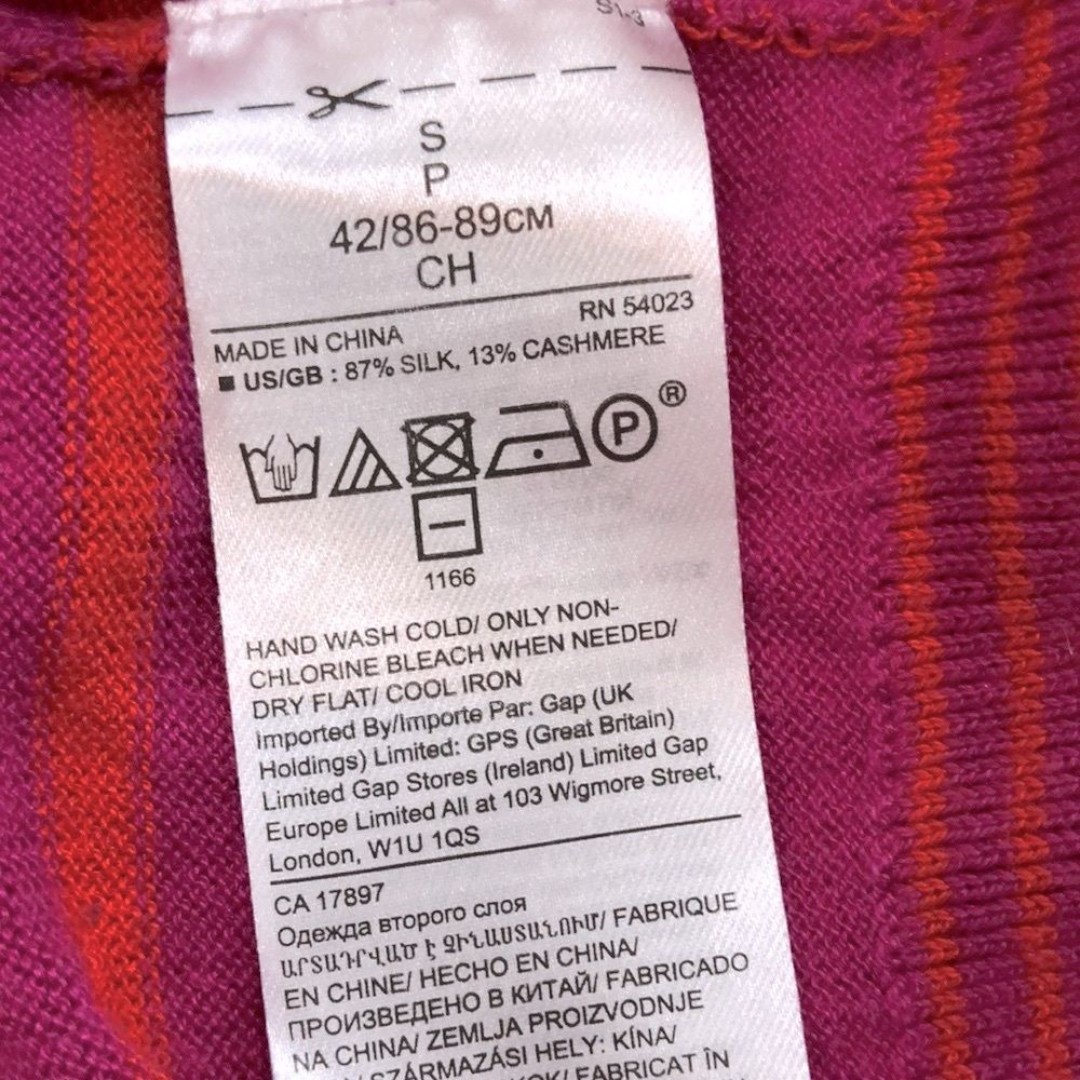 S1-3
S
P
42/86-89CM
CH
RN 54023
MADE IN CHINA
US/GB : 87% SILK, 13% CASHMERE
P ®
1166
HAND WASH COLD/ ONLY NON-
CHLORINE BLEACH WHEN NEEDED/
DRY FLAT/ COOL IRON
Imported By/Importe Par: Gap (UK
Holdings) Limited: GPS (Great Britain)
Limited Gap Stores (Ireland) Limited Gap
Europe Limited All at 103 Wigmore Street,
London, W1U 1QS
CA 17897
Одежда второго слоя
ԱՐՏԱԴՐՎԱԾ Է ՉԻՆԱՍՏԱՆՈՒՄ/ FABRIQUE
EN CHINE/ HECHO EN CHINA/
ПРОИЗВЕДЕНО В КИТАЙ/ FABRICADO
NA CHINA/ ZEMLJA PROIZVODNJE
SZÁRMAZÁSI HELY: KÍNA/
FABRICAT ÎN